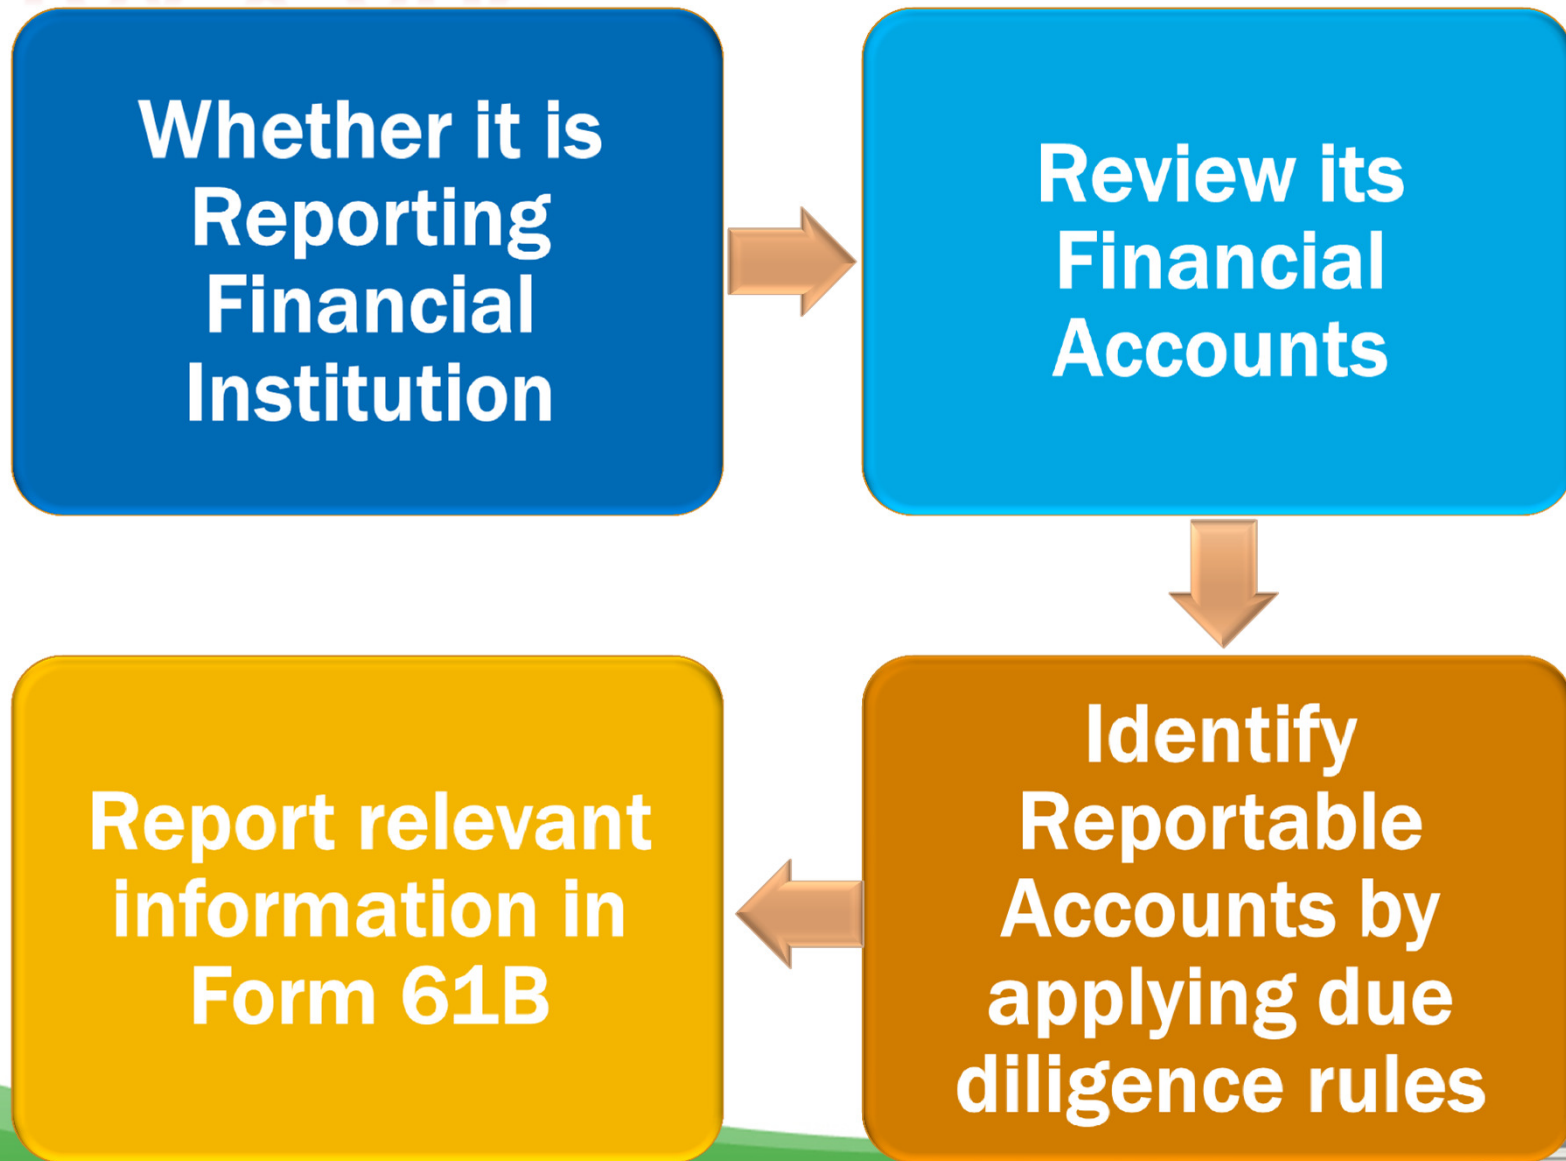 Whether it is
Reporting
Financial
Institution
Review its
Financial
Accounts
Identify
Reportable
Accounts by
applying due
diligence rules
Report relevant
information in
Form 61B